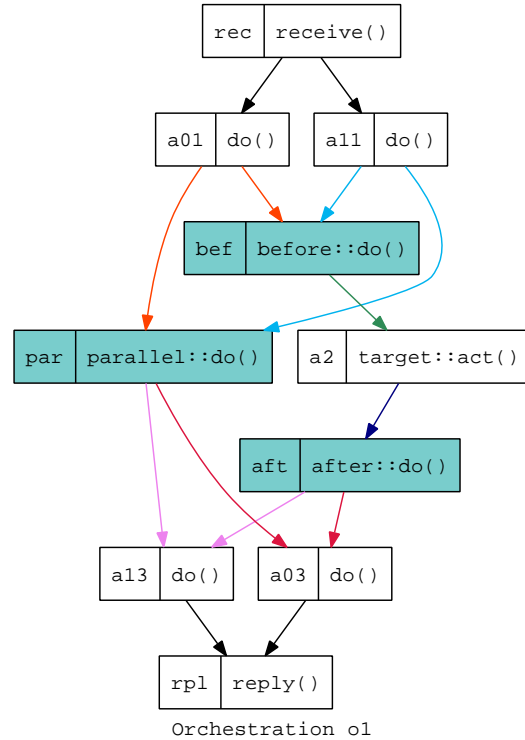 rec receive()
a01 do() a11 do()
bef before::do()
par parallel::do() a2 target::act()
aft after::do()
a13 do() a03 do()
rpl reply()
Orchestration o1